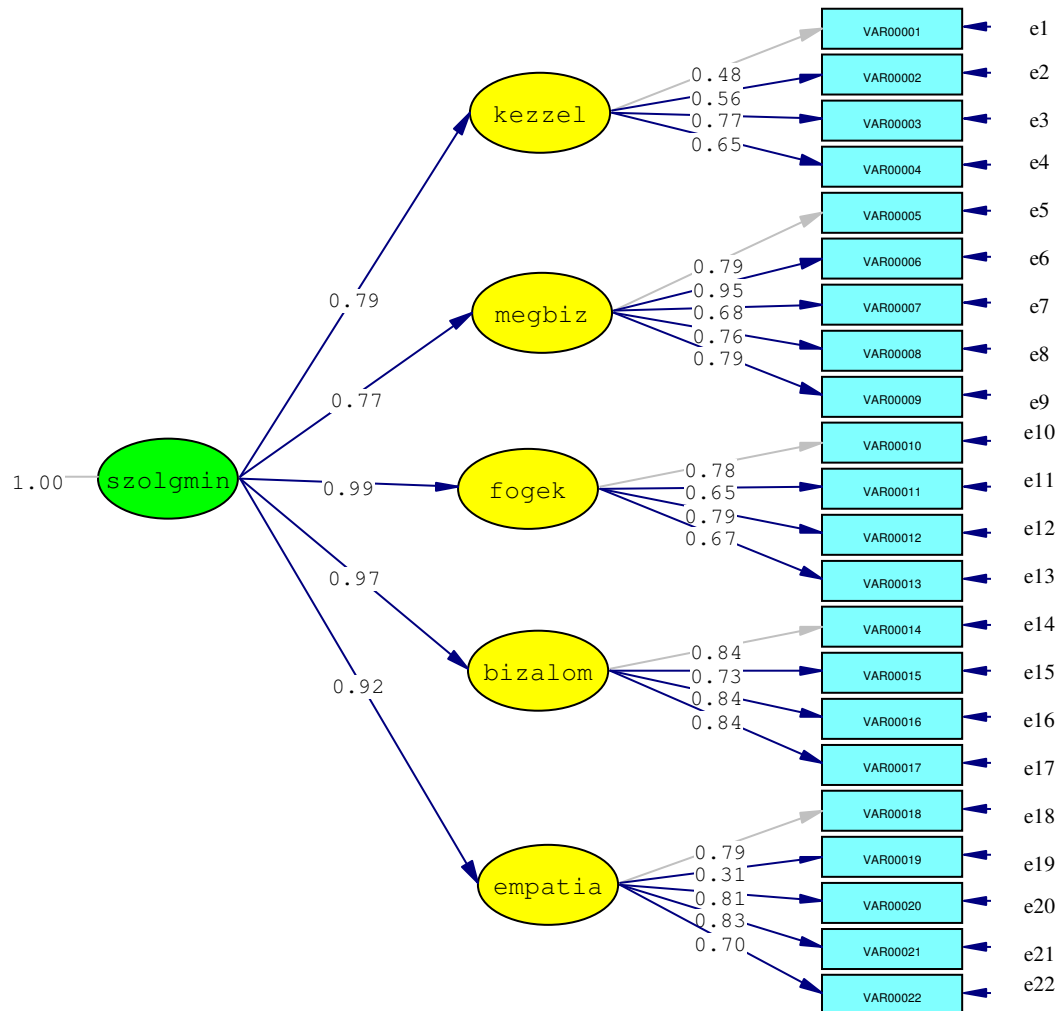 VAR00001 e1
0.48
VAR00002 e2
0.56
kezzel
0.77
VAR00003 e3
0.65
VAR00004 e4
VAR00005 e5
0.79
VAR00006 e6
0.95
0.79
megbiz
0.68
VAR00007 e7
0.76
VAR00008 e8
0.79
0.77
VAR00009 e9
VAR00010 e10
0.78
1.00
szolgmin
0.99
fogek
0.65
VAR00011 e11
0.79
VAR00012 e12
0.67
0.97
VAR00013 e13
VAR00014 e14
0.84
bizalom
0.73
VAR00015 e15
0.92
0.84
VAR00016 e16
0.84
VAR00017 e17
VAR00018 e18
0.79
VAR00019 e19
0.31
empatia
0.81
VAR00020 e20
0.83
VAR00021 e21
0.70
VAR00022 e22